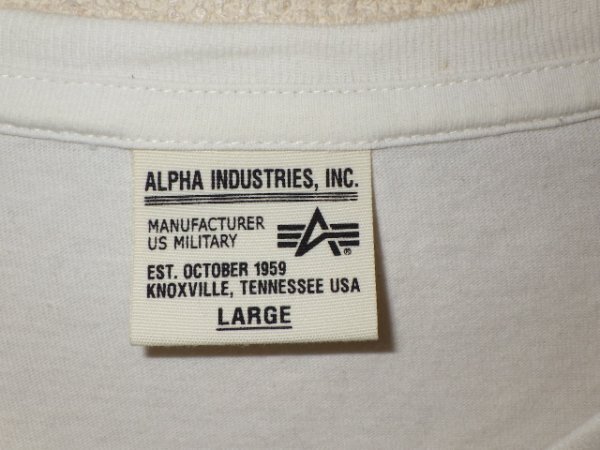 ALPHA INDUSTRIES, INC.
MANUFACTURER
US MILITARY
®
EST. OCTOBER 1959
KNOXVILLE, TENNESSEE USA
LARGE